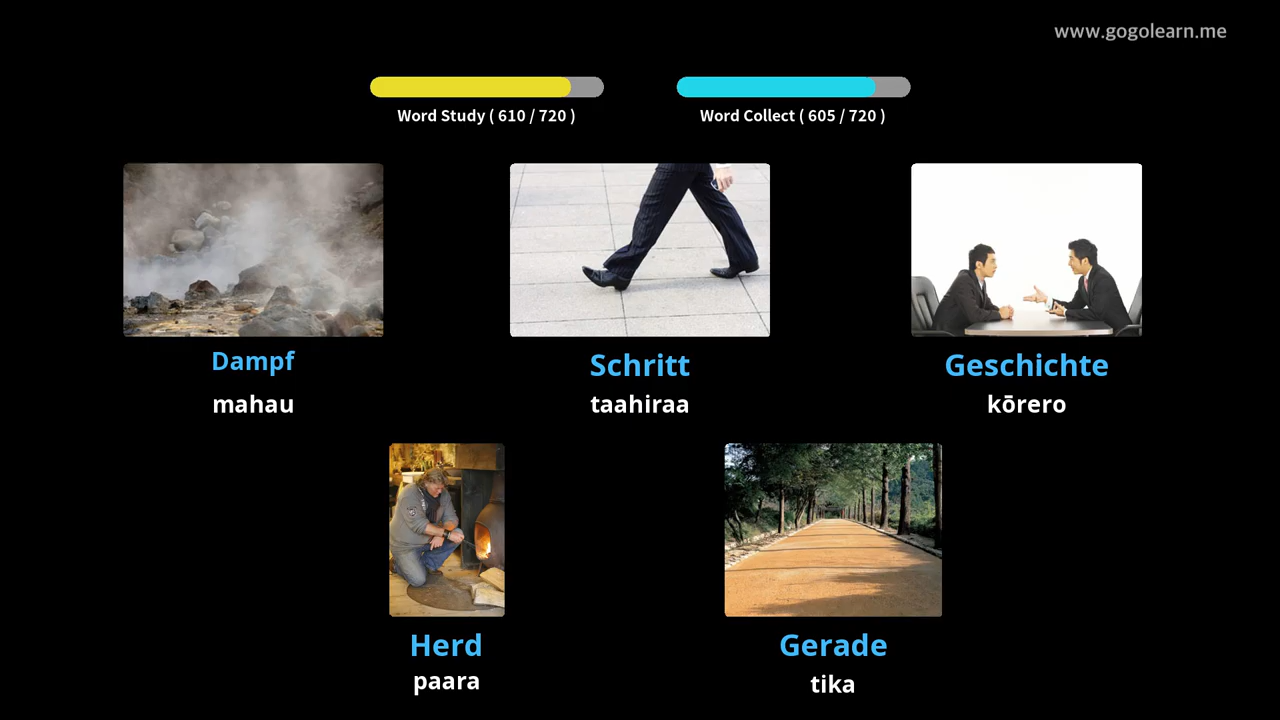 www.gogolearn.me
Word Study ( 610 / 720 )
Word Collect ( 605 / 720 )
Dampf
mahau
Schritt
taahiraa
Geschichte
kōrero
Herd
paara
Gerade
tika